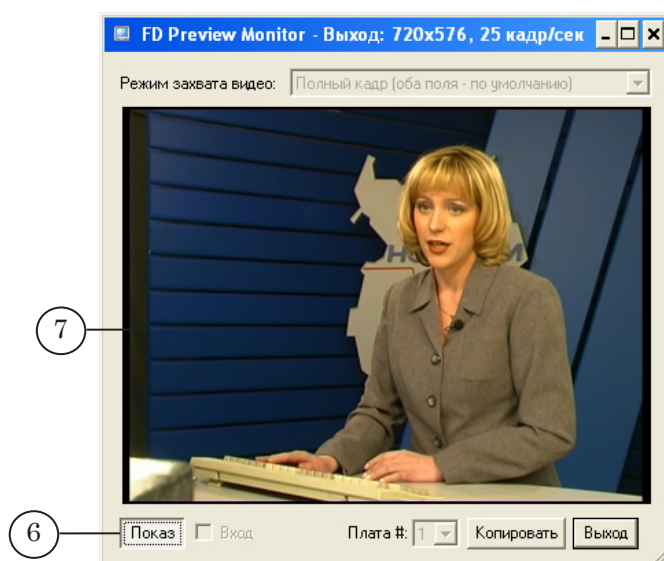 FD Preview Monitor - Выход: 720x576, 25 кадр/сек
Режим захвата видео: Полный кадр (оба поля - по умолчанию)
7
6 Показ Вход Плата #: 1 Копировать Выход